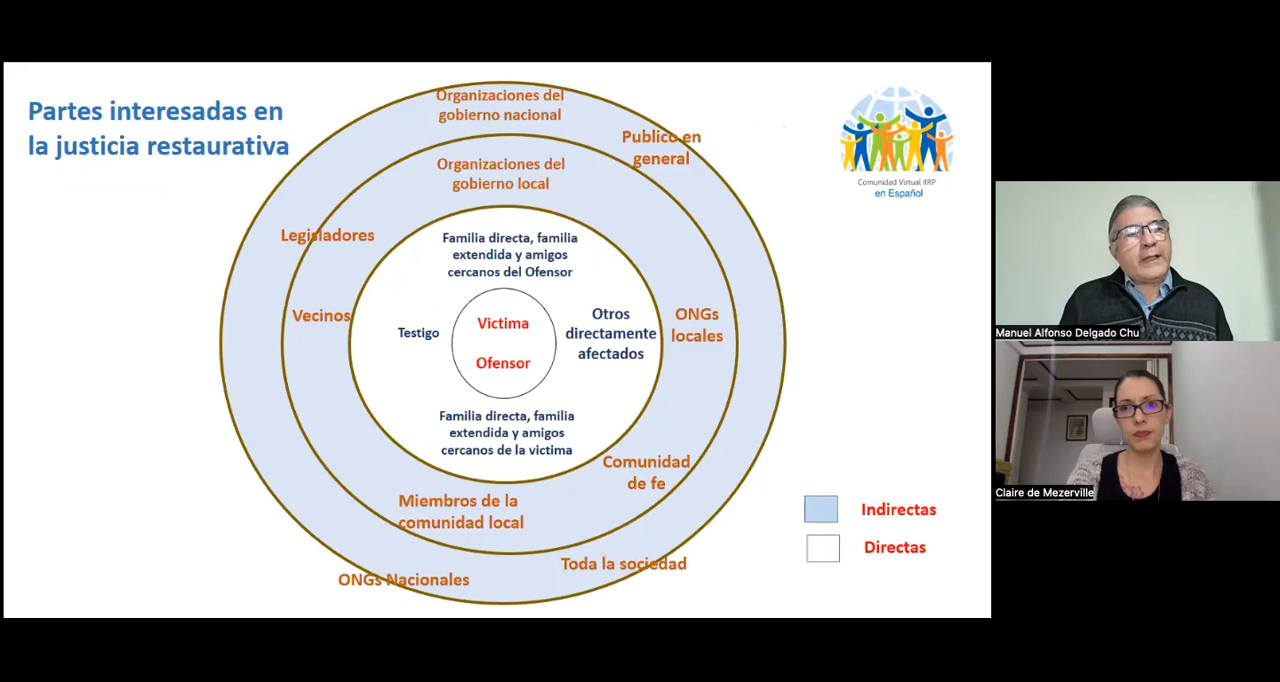 Partes interesadas en
la justicia restaurativa
Organizaciones del
gobierno nacional
Publico en
general
Organizaciones del
gobierno local
Legisladores
Familia directa, familia
extendida y amigos
cercanos del Ofensor
Vecinos
Testigo
Victima
Ofensor
Otros
directamente
afectados
ONGs
locales
Familia directa, familia
extendida y amigos
cercanos de la victima
Comunidad
de fe
Miembros de la
comunidad local
Toda la sociedad
ONGs Nacionales
Comunidad Virtual IIRP
en Español
Indirectas
Directas
Manuel Alfonso Delgado Chu
Claire de Mezerville